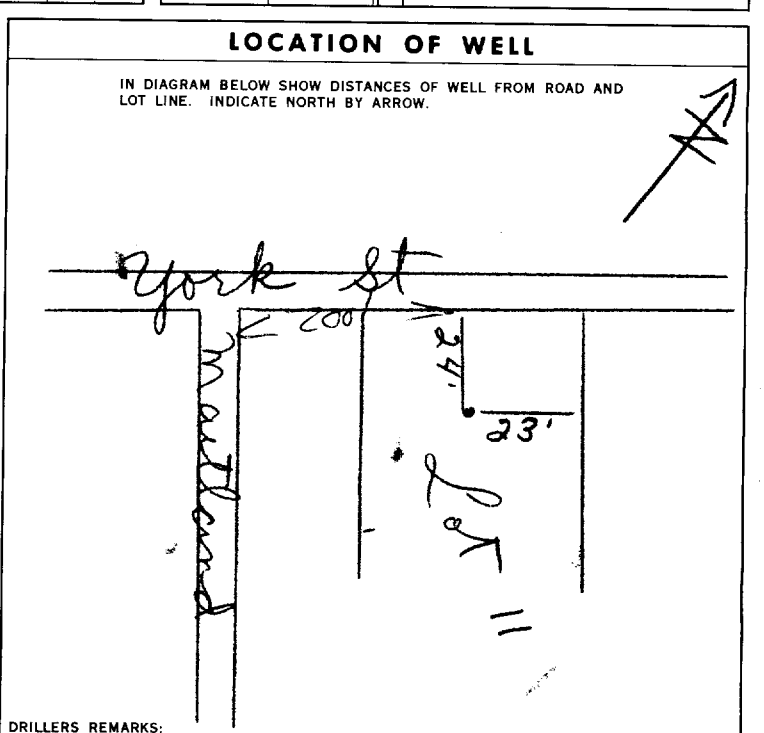 LOCATION OF WELL
IN DIAGRAM BELOW SHOW DISTANCES OF WELL FROM ROAD AND
LOT LINE. INDICATE NORTH BY ARROW.
N
York St
200'
24'
23'
Maitland
Lot 11
DRILLERS REMARKS: